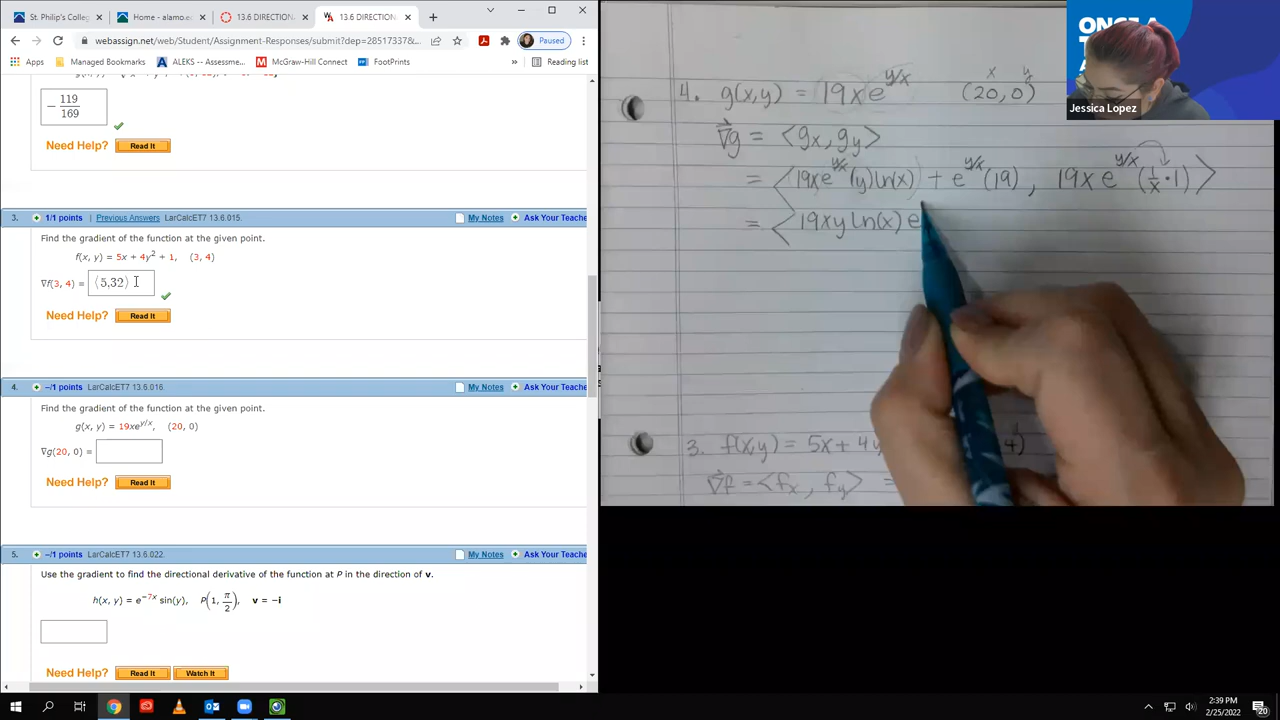 St. Philip's Colleg
Home - alamo.ed
13.6 DIRECTIONA
13.6 DIRECTION
webassign.net/web/Student/Assignment-Responses/submit?dep=28517337&...
Paused
Apps
Managed Bookmarks
ALEKS -- Assessme...
McGraw-Hill Connect
FootPrints
»
Reading list
− 119/169
Need Help? Read It
3. 1/1 points | Previous Answers LarCalcET7 13.6.015. My Notes Ask Your Teache
Find the gradient of the function at the given point.
f(x, y) = 5x + 4y² + 1, (3, 4)
∇f(3, 4) = ⟨5,32⟩
Need Help? Read It
4. –/1 points LarCalcET7 13.6.016. My Notes Ask Your Teache
Find the gradient of the function at the given point.
g(x, y) = 19xe^{y/x}, (20, 0)
∇g(20, 0) =
Need Help? Read It
5. –/1 points LarCalcET7 13.6.022. My Notes Ask Your Teache
Use the gradient to find the directional derivative of the function at P in the direction of v.
h(x, y) = e^{−7x} sin(y), P(1, π/2), v = −i
Need Help? Read It Watch It
x y
4. g(x,y) = 19xe^{y/x} (20,0)
∇g = <gx, gy>
= <19xe^{y/x}(y)ln(x) + e^{y/x}(19), 19xe^{y/x}(1/x · 1)>
= <19xy ln(x) e
3. f(x,y) = 5x + 4y 4)
∇f = <fx, fy> =
ONCE A
Jessica Lopez
2:39 PM
2/25/2022
20